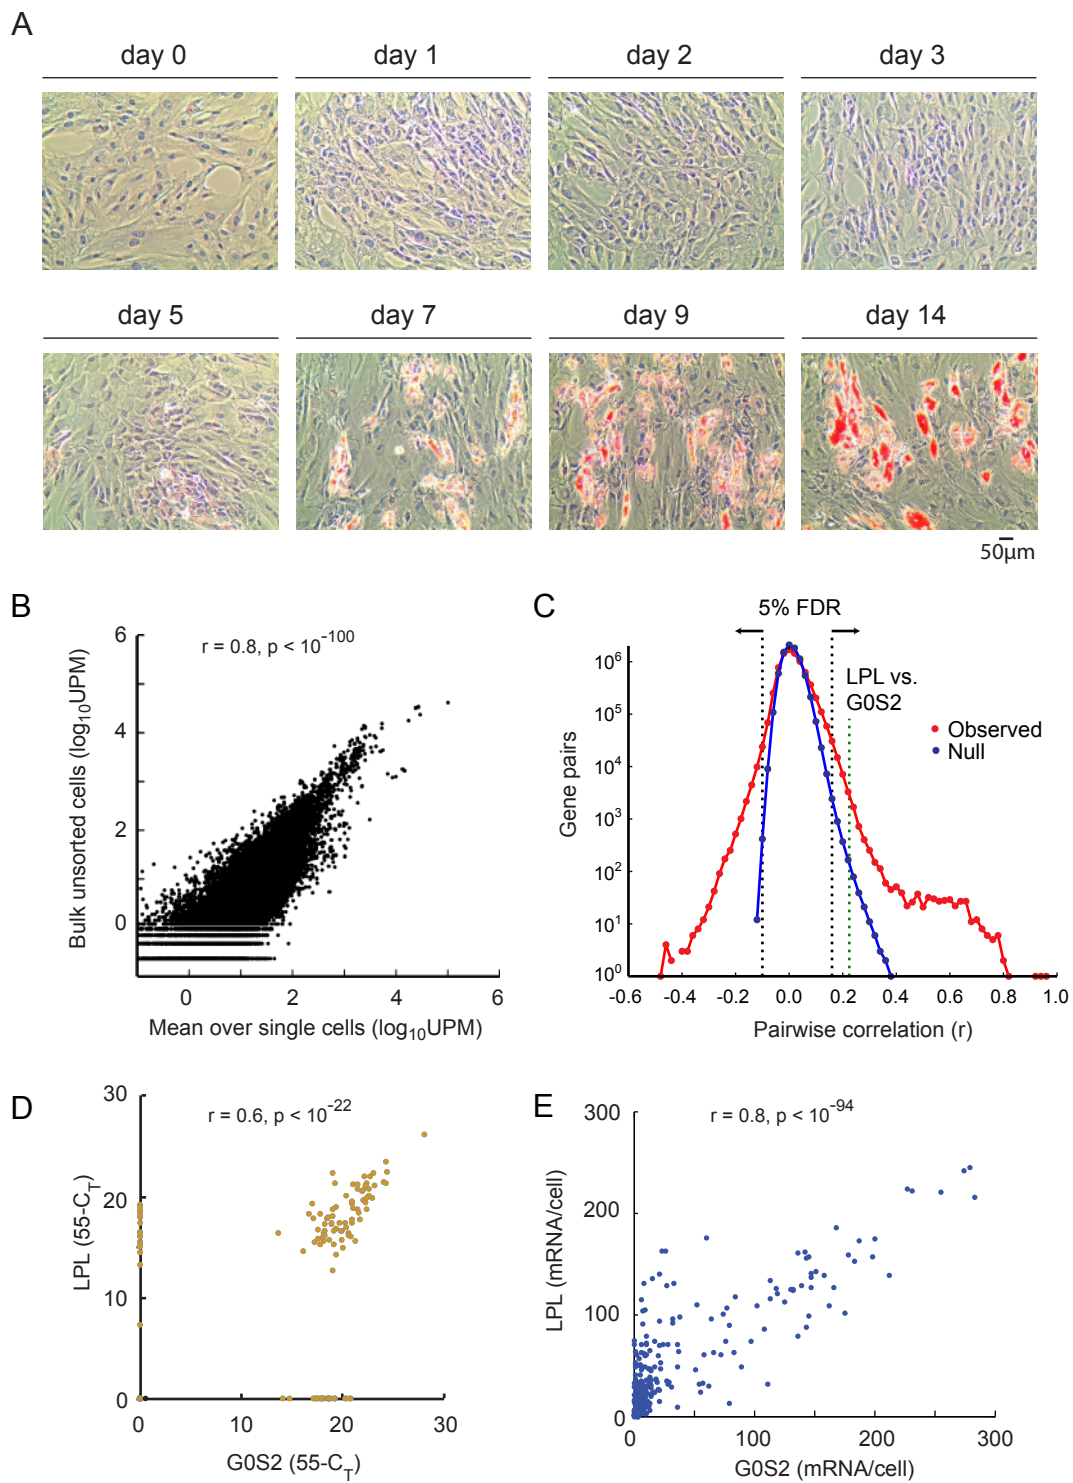 A
day 0
day 1
day 2
day 3
day 5
day 7
day 9
day 14
50µm
B
r = 0.8, p < 10⁻¹⁰⁰
Bulk unsorted cells (log₁₀UPM)
6
4
2
0
0 2 4 6
Mean over single cells (log₁₀UPM)
C
5% FDR
LPL vs.
G0S2
Observed
Null
Gene pairs
10⁶
10⁵
10⁴
10³
10²
10¹
10⁰
-0.6 -0.4 -0.2 0.0 0.2 0.4 0.6 0.8 1.0
Pairwise correlation (r)
D
r = 0.6, p < 10⁻²²
LPL (55-C_T)
30
20
10
0
0 10 20 30
G0S2 (55-C_T)
E
r = 0.8, p < 10⁻⁹⁴
LPL (mRNA/cell)
300
200
100
0
0 100 200 300
G0S2 (mRNA/cell)